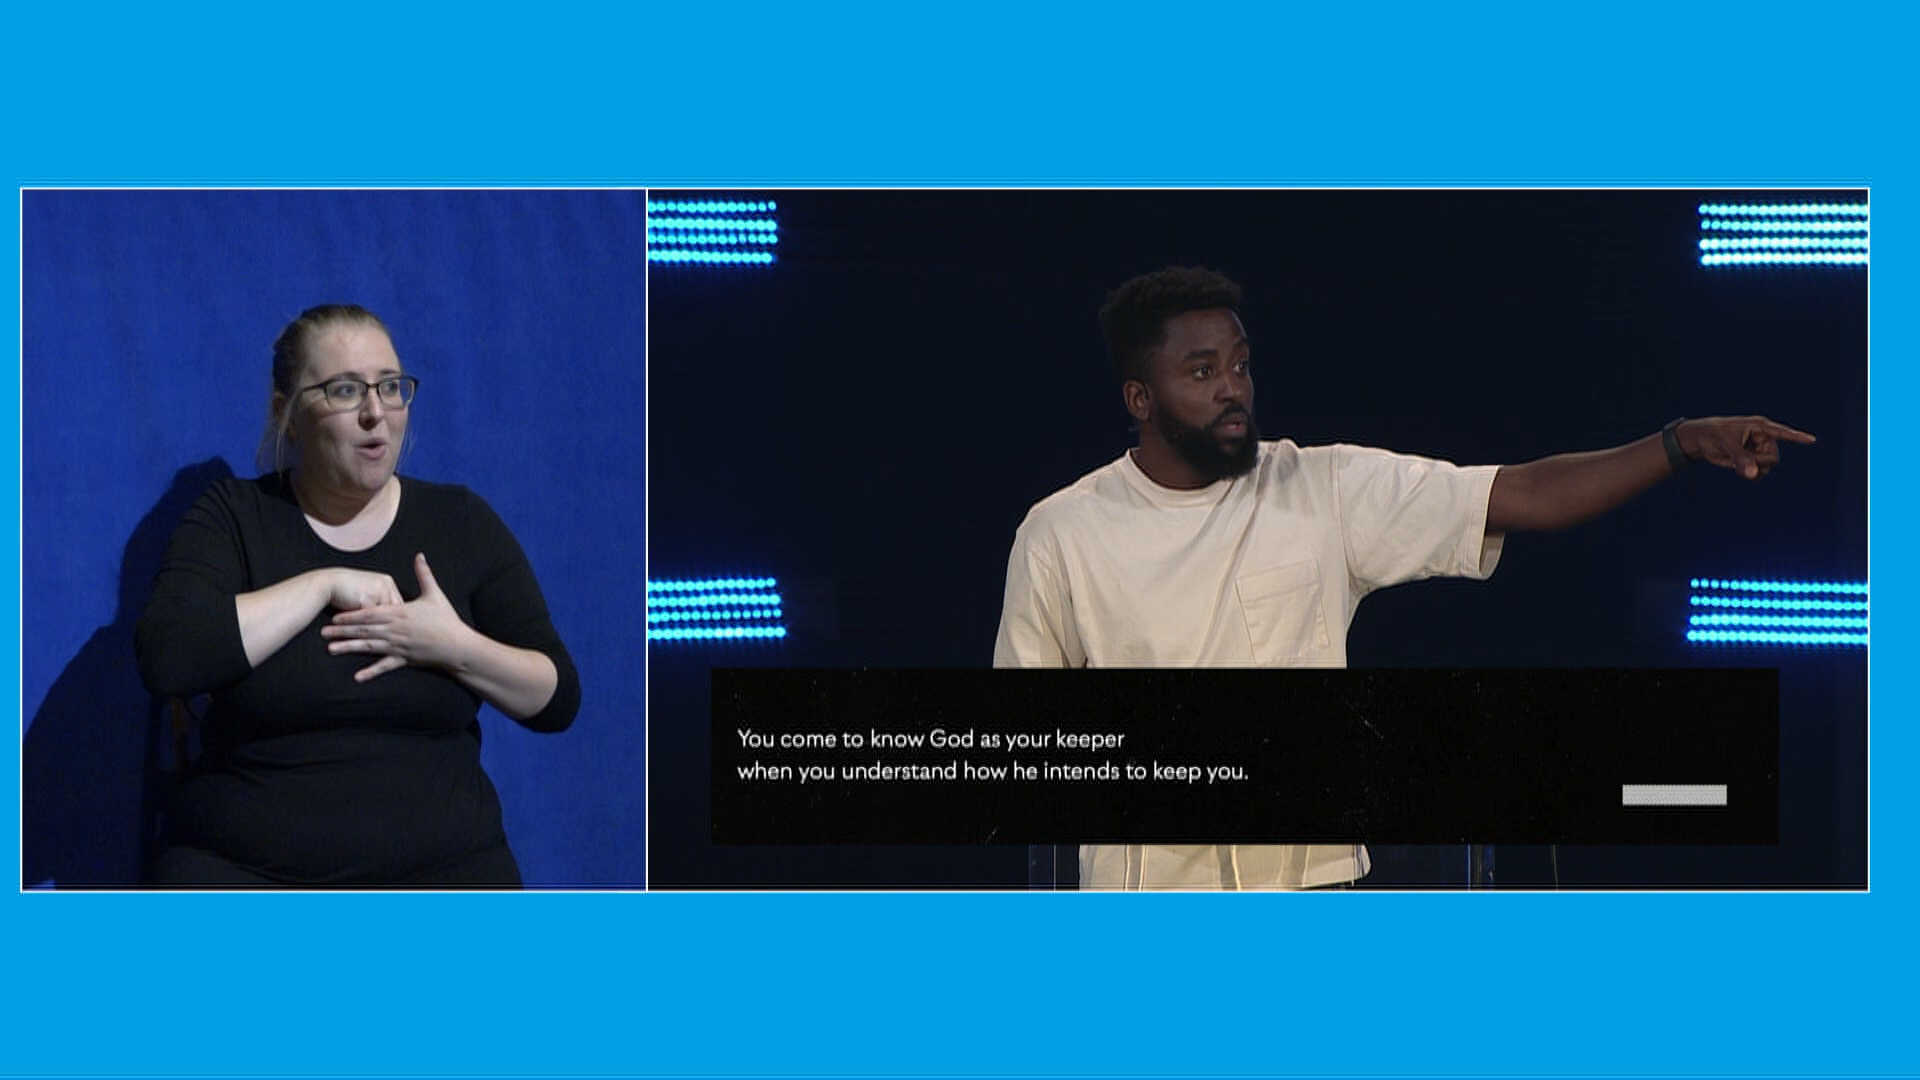 You come to know God as your keeper
when you understand how he intends to keep you.